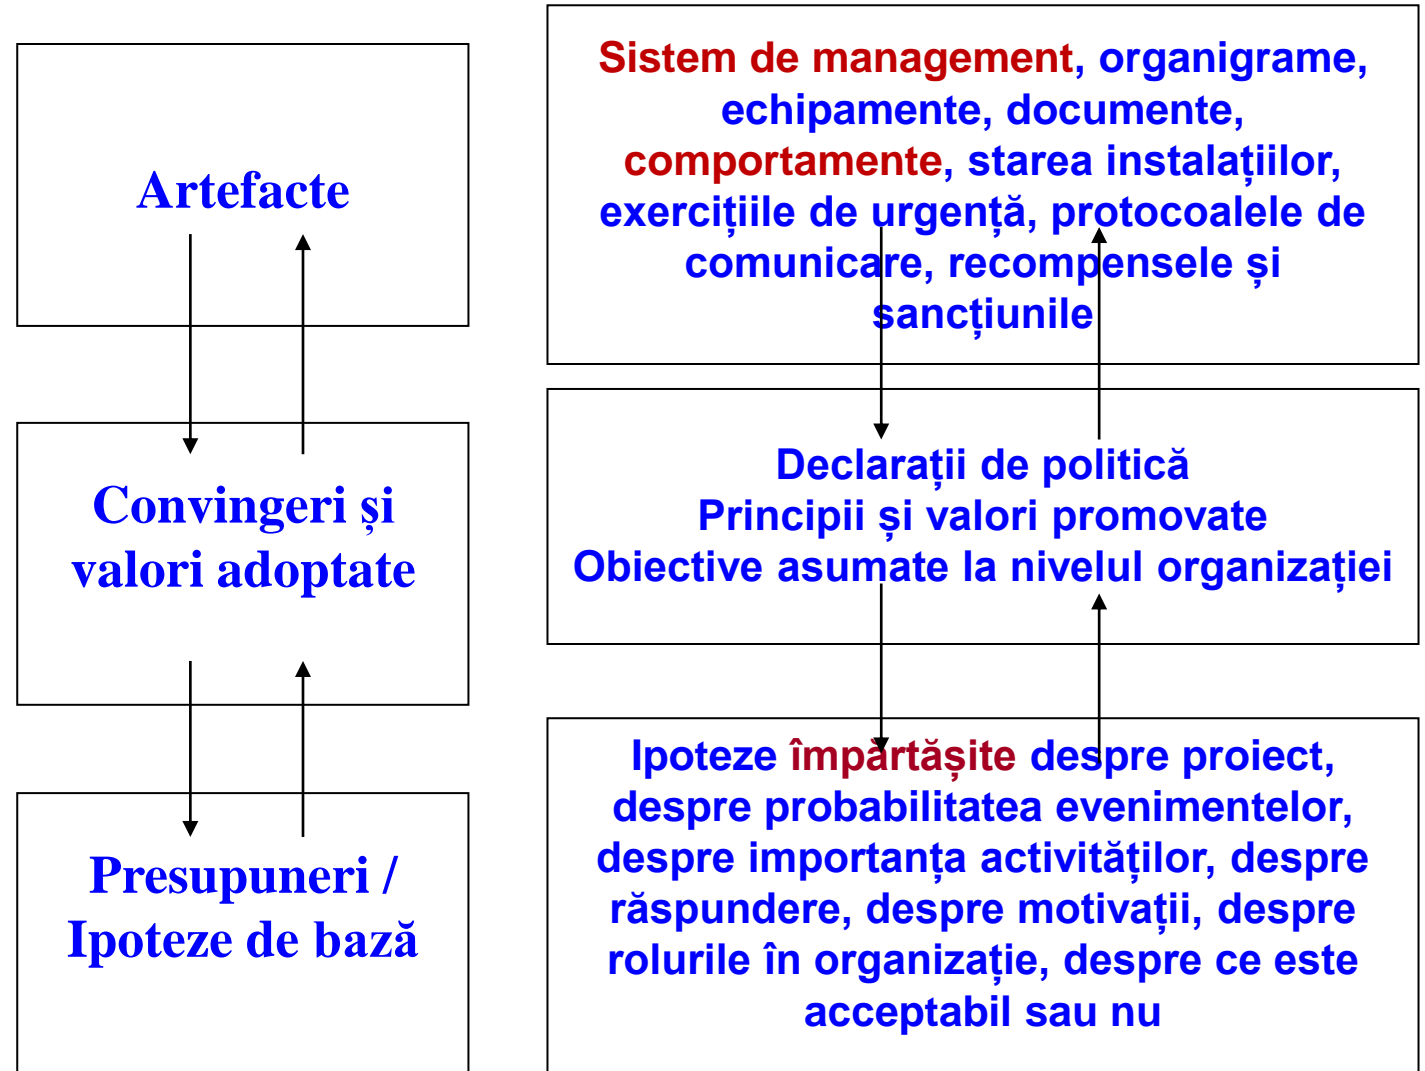 Artefacte
Sistem de management, organigrame,
echipamente, documente,
comportamente, starea instalațiilor,
exercițiile de urgență, protocoalele de
comunicare, recompensele și
sancțiunile
Convingeri și
valori adoptate
Declarații de politică
Principii și valori promovate
Obiective asumate la nivelul organizației
Presupuneri /
Ipoteze de bază
Ipoteze împărtășite despre proiect,
despre probabilitatea evenimentelor,
despre importanța activităților, despre
răspundere, despre motivații, despre
rolurile în organizație, despre ce este
acceptabil sau nu